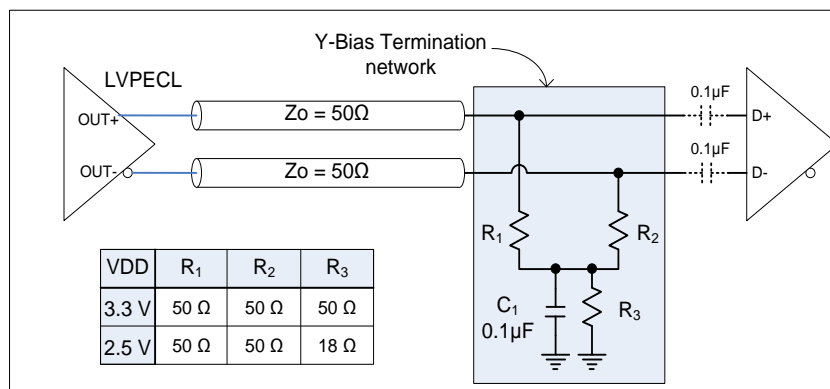 Y-Bias Termination
network
LVPECL
0.1µF
OUT+
Zo = 50Ω
D+
0.1µF
OUT-
Zo = 50Ω
D-
R1
R2
VDD R1 R2 R3
3.3 V 50 Ω 50 Ω 50 Ω
2.5 V 50 Ω 50 Ω 18 Ω
C1
0.1µF
R3